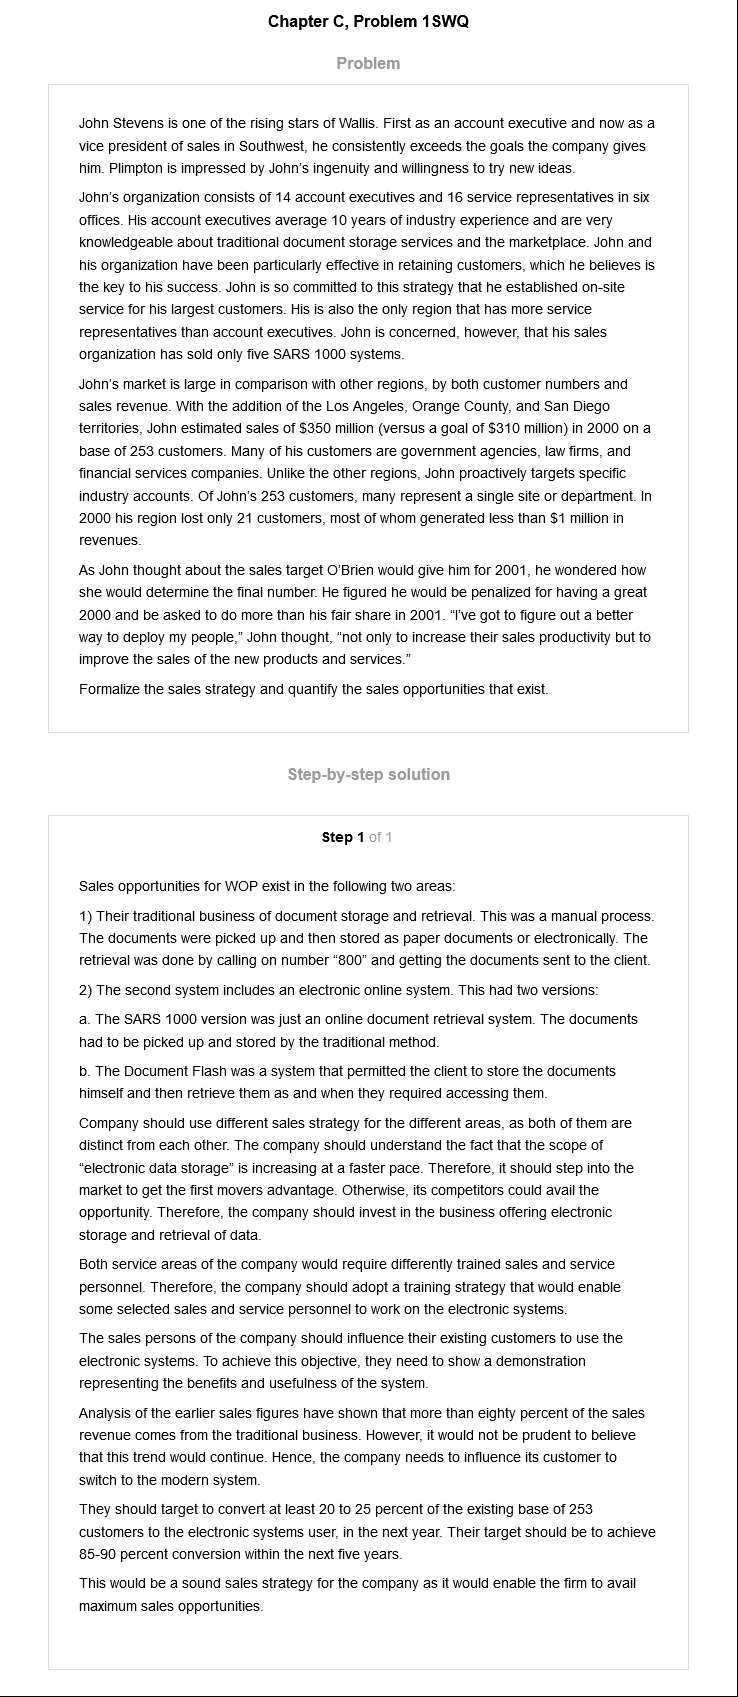 Chapter C, Problem 1SWQ
Problem
John Stevens is one of the rising stars of Wallis. First as an account executive and now as a
vice president of sales in Southwest, he consistently exceeds the goals the company gives
him. Plimpton is impressed by John's ingenuity and willingness to try new ideas.
John's organization consists of 14 account executives and 16 service representatives in six
offices. His account executives average 10 years of industry experience and are very
knowledgeable about traditional document storage services and the marketplace. John and
his organization have been particularly effective in retaining customers, which he believes is
the key to his success. John is so committed to this strategy that he established on-site
service for his largest customers. His is also the only region that has more service
representatives than account executives. John is concerned, however, that his sales
organization has sold only five SARS 1000 systems.
John's market is large in comparison with other regions, by both customer numbers and
sales revenue. With the addition of the Los Angeles, Orange County, and San Diego
territories, John estimated sales of $350 million (versus a goal of $310 million) in 2000 on a
base of 253 customers. Many of his customers are government agencies, law firms, and
financial services companies. Unlike the other regions, John proactively targets specific
industry accounts. Of John's 253 customers, many represent a single site or department. In
2000 his region lost only 21 customers, most of whom generated less than $1 million in
revenues.
As John thought about the sales target O'Brien would give him for 2001, he wondered how
she would determine the final number. He figured he would be penalized for having a great
2000 and be asked to do more than his fair share in 2001. “I've got to figure out a better
way to deploy my people,” John thought, “not only to increase their sales productivity but to
improve the sales of the new products and services.”
Formalize the sales strategy and quantify the sales opportunities that exist.
Step-by-step solution
Step 1 of 1
Sales opportunities for WOP exist in the following two areas:
1) Their traditional business of document storage and retrieval. This was a manual process.
The documents were picked up and then stored as paper documents or electronically. The
retrieval was done by calling on number “800” and getting the documents sent to the client.
2) The second system includes an electronic online system. This had two versions:
a. The SARS 1000 version was just an online document retrieval system. The documents
had to be picked up and stored by the traditional method.
b. The Document Flash was a system that permitted the client to store the documents
himself and then retrieve them as and when they required accessing them.
Company should use different sales strategy for the different areas, as both of them are
distinct from each other. The company should understand the fact that the scope of
“electronic data storage” is increasing at a faster pace. Therefore, it should step into the
market to get the first movers advantage. Otherwise, its competitors could avail the
opportunity. Therefore, the company should invest in the business offering electronic
storage and retrieval of data.
Both service areas of the company would require differently trained sales and service
personnel. Therefore, the company should adopt a training strategy that would enable
some selected sales and service personnel to work on the electronic systems.
The sales persons of the company should influence their existing customers to use the
electronic systems. To achieve this objective, they need to show a demonstration
representing the benefits and usefulness of the system.
Analysis of the earlier sales figures have shown that more than eighty percent of the sales
revenue comes from the traditional business. However, it would not be prudent to believe
that this trend would continue. Hence, the company needs to influence its customer to
switch to the modern system.
They should target to convert at least 20 to 25 percent of the existing base of 253
customers to the electronic systems user, in the next year. Their target should be to achieve
85-90 percent conversion within the next five years.
This would be a sound sales strategy for the company as it would enable the firm to avail
maximum sales opportunities.